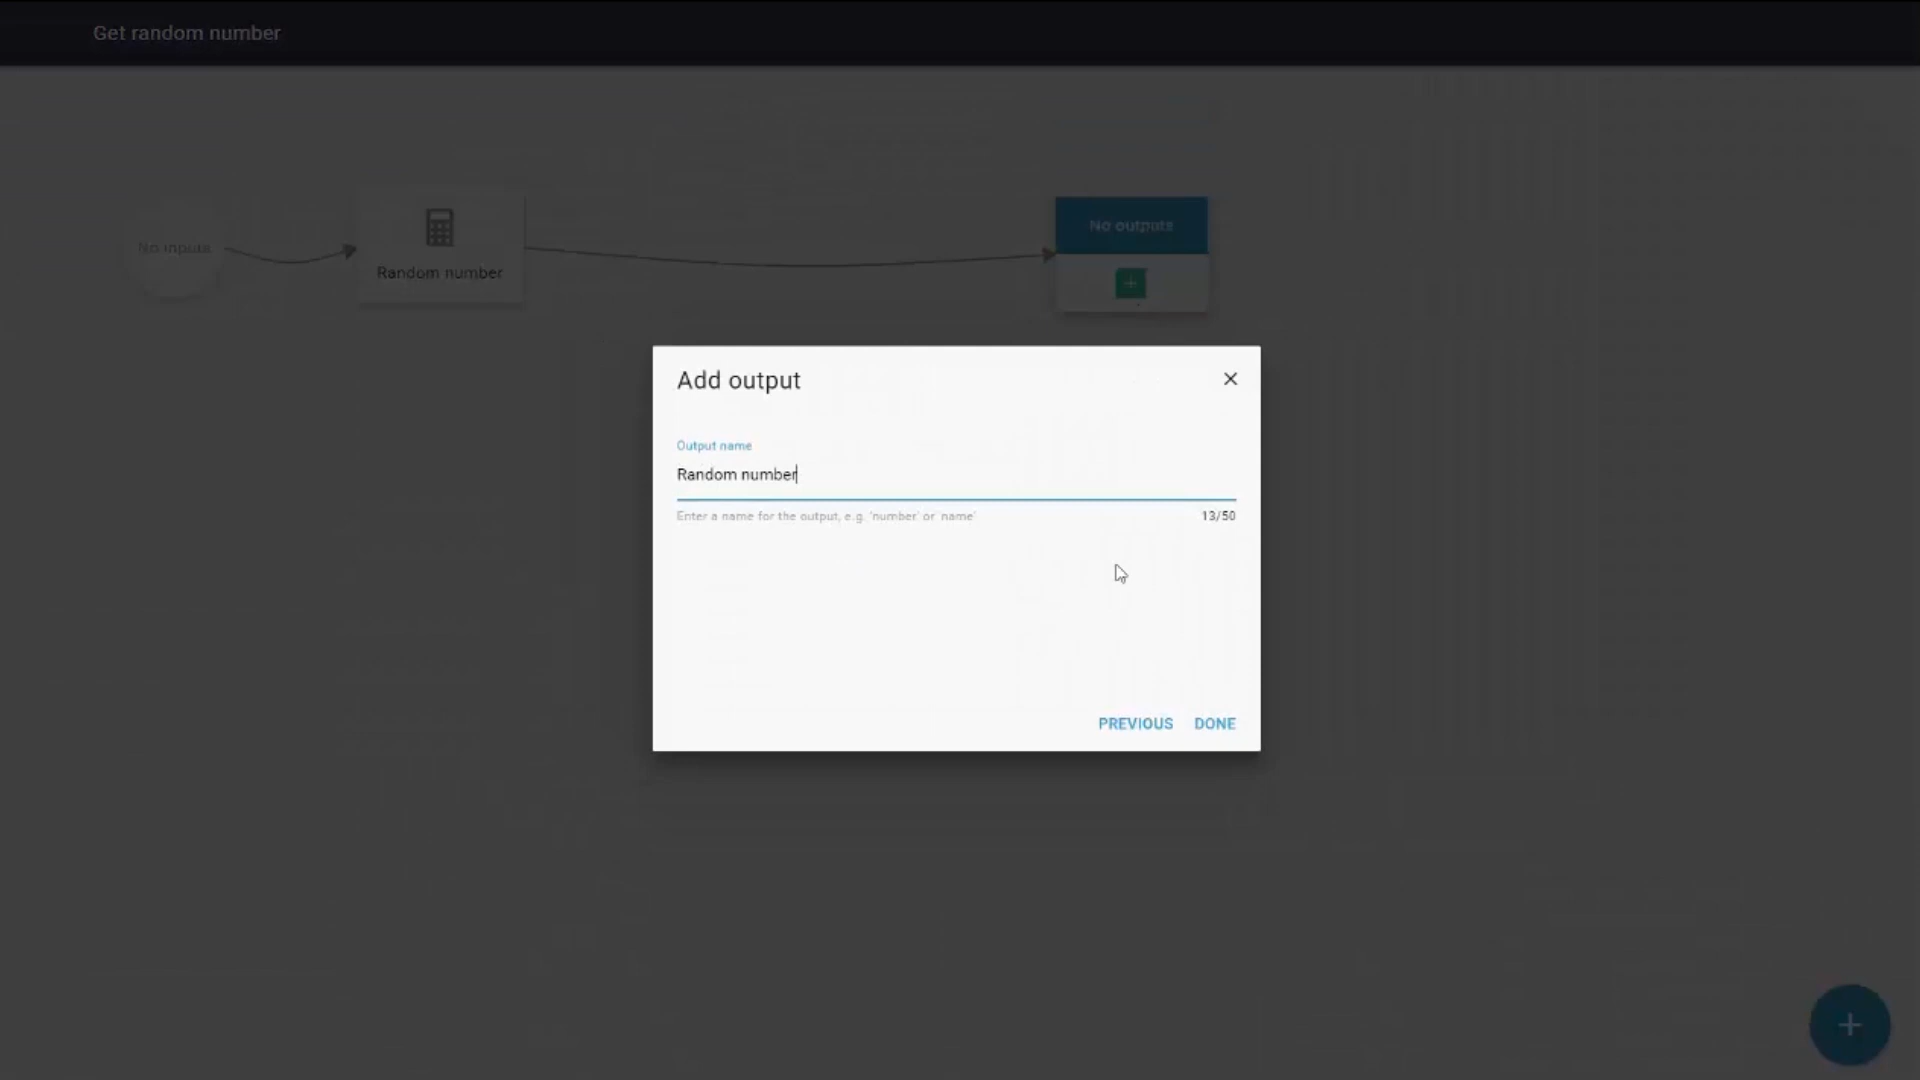 Get random number
No inputs
Random number
No outputs
Add output
Output name
Random number
Enter a name for the output, e.g. 'number' or 'name'
13/50
PREVIOUS
DONE